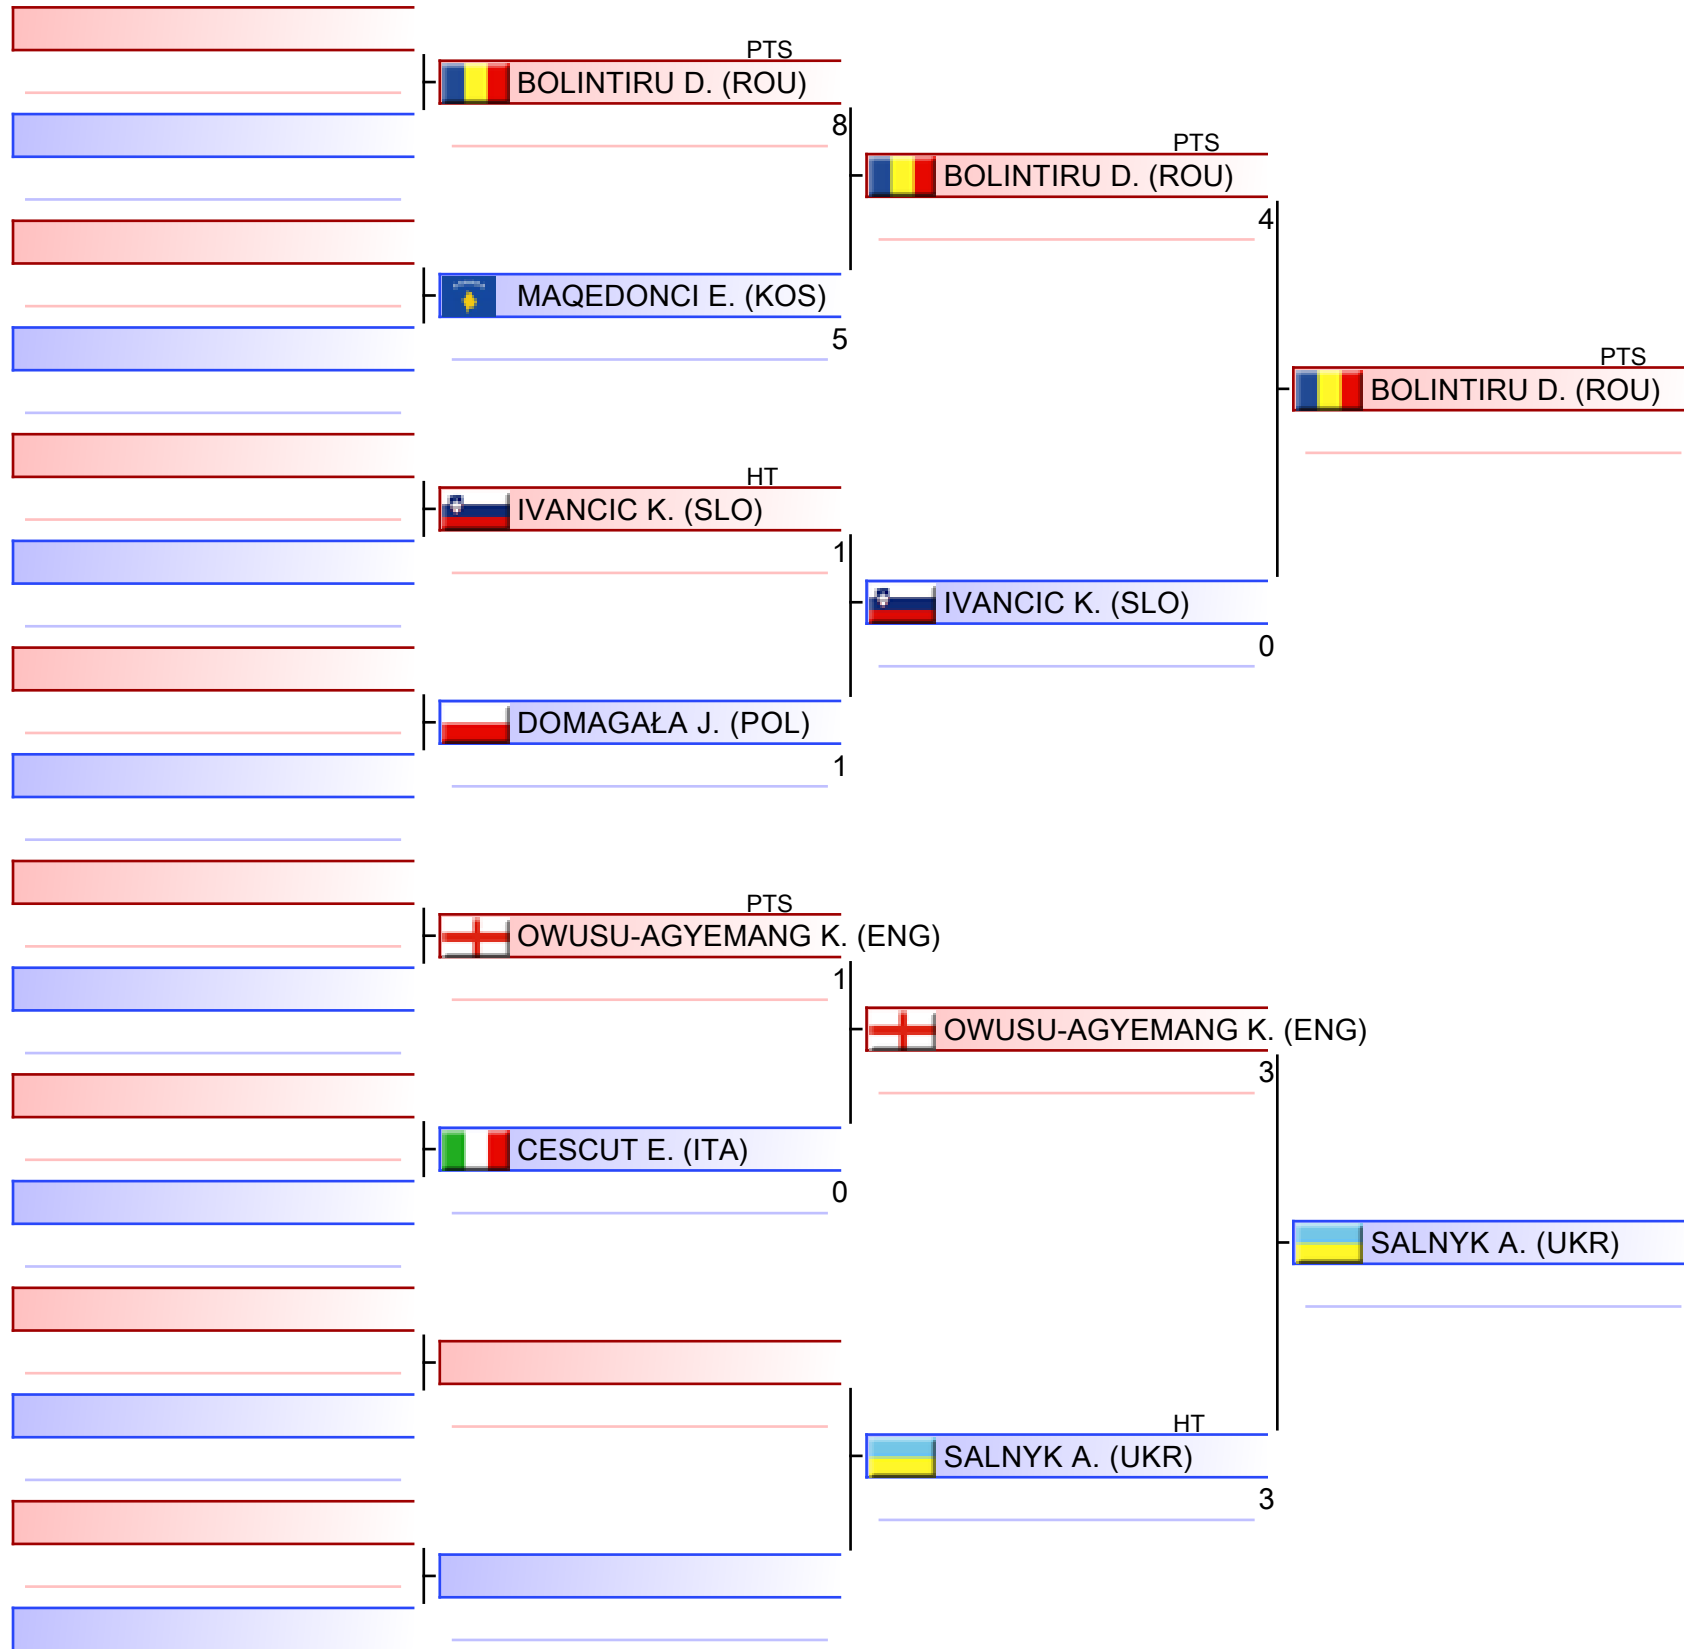 PTS
BOLINTIRU D. (ROU)
8
PTS
BOLINTIRU D. (ROU)
4
MAQEDONCI E. (KOS)
5
PTS
BOLINTIRU D. (ROU)
HT
IVANCIC K. (SLO)
1
IVANCIC K. (SLO)
0
DOMAGAŁA J. (POL)
1
PTS
OWUSU-AGYEMANG K. (ENG)
1
OWUSU-AGYEMANG K. (ENG)
3
CESCUT E. (ITA)
0
SALNYK A. (UKR)
HT
SALNYK A. (UKR)
3